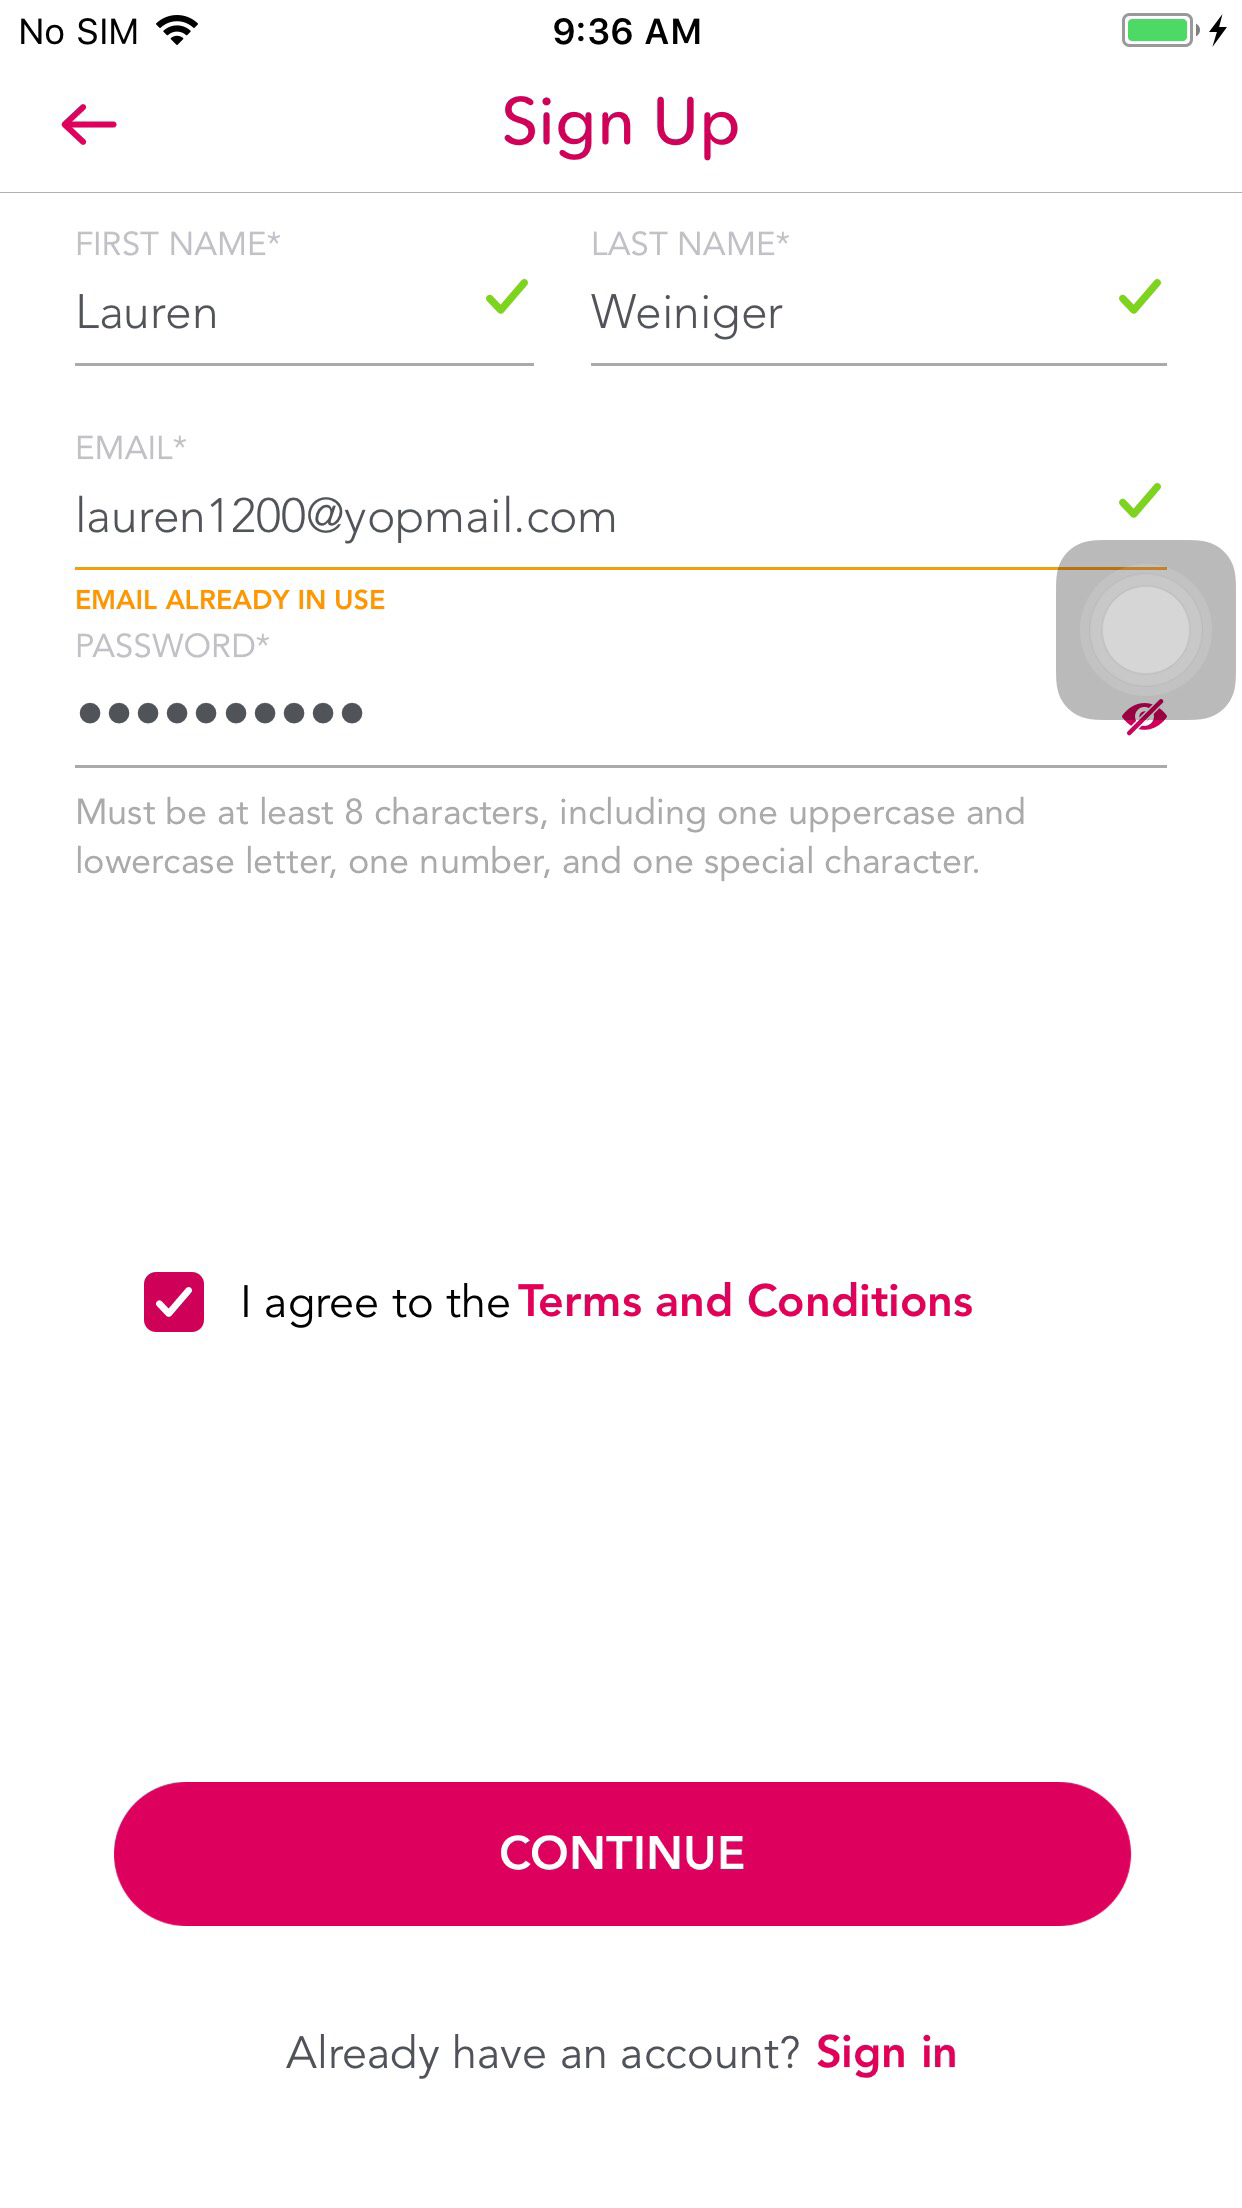 No SIM 9:36 AM
Sign Up
FIRST NAME* LAST NAME*
Lauren Weiniger
EMAIL*
lauren1200@yopmail.com
EMAIL ALREADY IN USE
PASSWORD*
Must be at least 8 characters, including one uppercase and
lowercase letter, one number, and one special character.
I agree to the Terms and Conditions
CONTINUE
Already have an account? Sign in